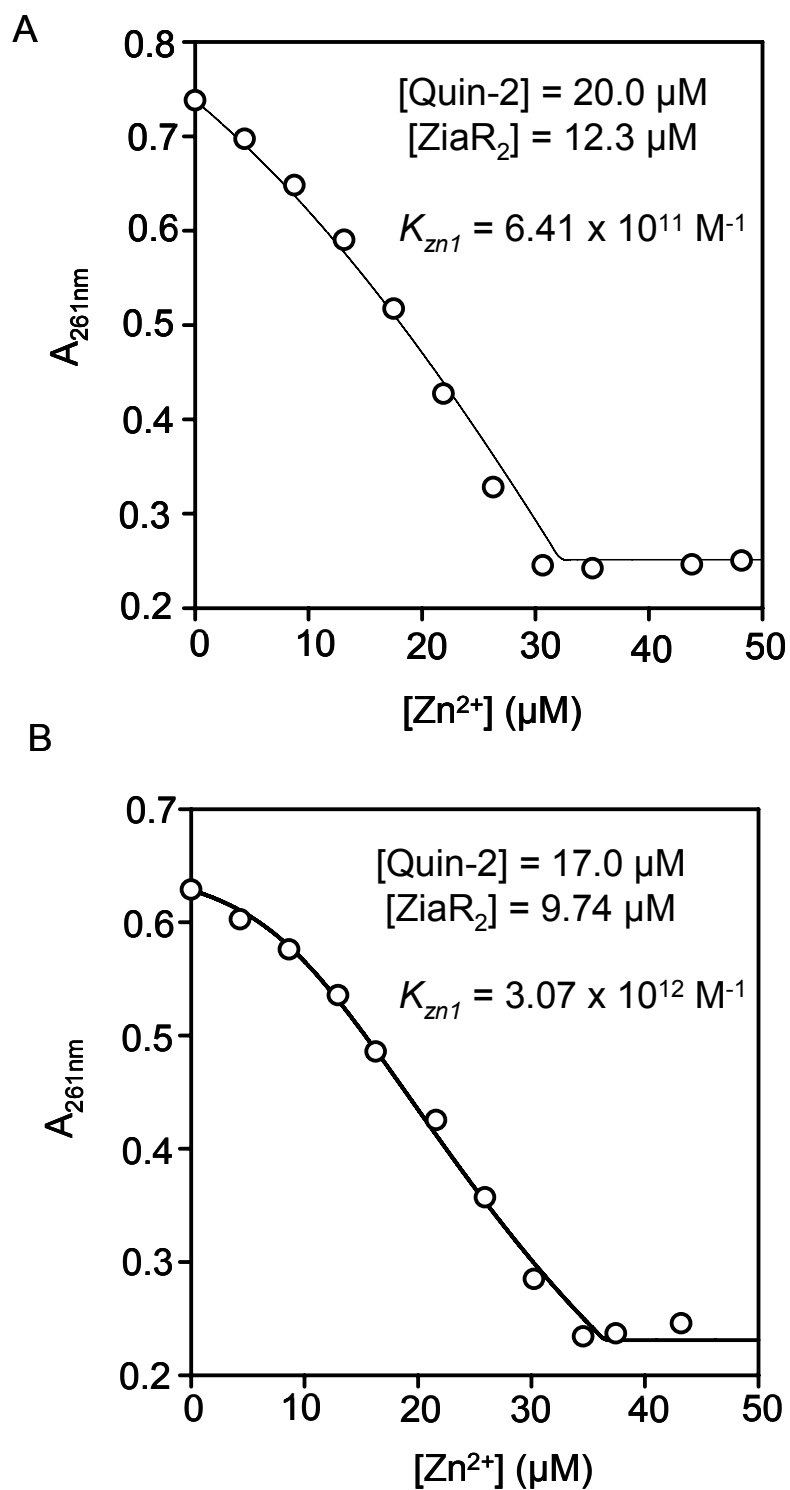 A
0.8
[Quin-2] = 20.0 µM
[ZiaR2] = 12.3 µM
0.7
Kzn1 = 6.41 x 10¹¹ M⁻¹
0.6
A261nm
0.5
0.4
0.3
0.2
0 10 20 30 40 50
[Zn²⁺] (µM)
B
0.7
[Quin-2] = 17.0 µM
[ZiaR2] = 9.74 µM
0.6
Kzn1 = 3.07 x 10¹² M⁻¹
0.5
A261nm
0.4
0.3
0.2
0 10 20 30 40 50
[Zn²⁺] (µM)